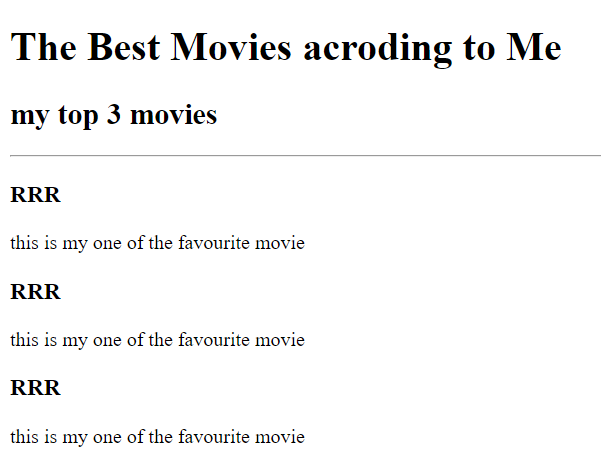 The Best Movies acroding to Me
my top 3 movies
RRR
this is my one of the favourite movie
RRR
this is my one of the favourite movie
RRR
this is my one of the favourite movie